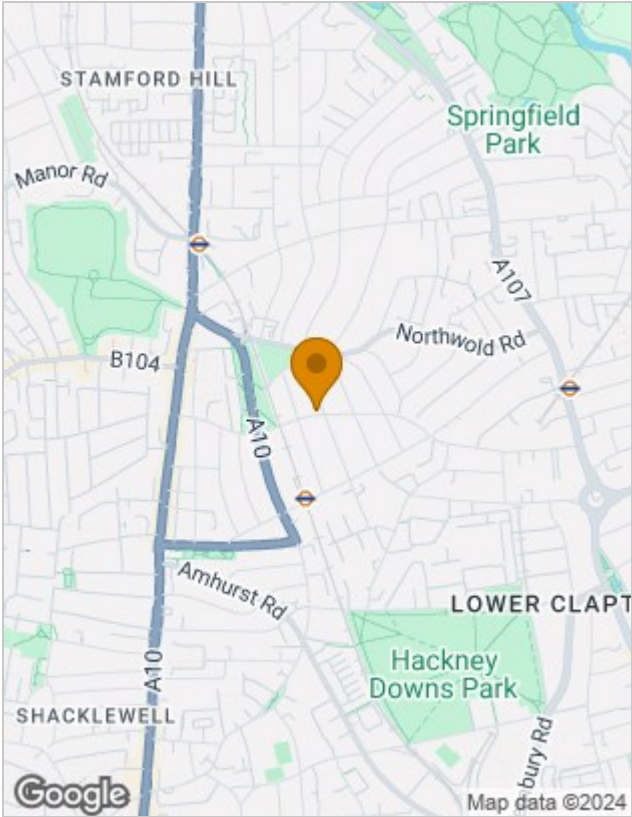 STAMFORD HILL
Springfield
Park
Manor Rd
A107
Northwold Rd
B104
A10
Amhurst Rd
LOWER CLAPT
Hackney
Downs Park
A10
SHACKLEWELL
nbury Rd
Google
Map data ©2024